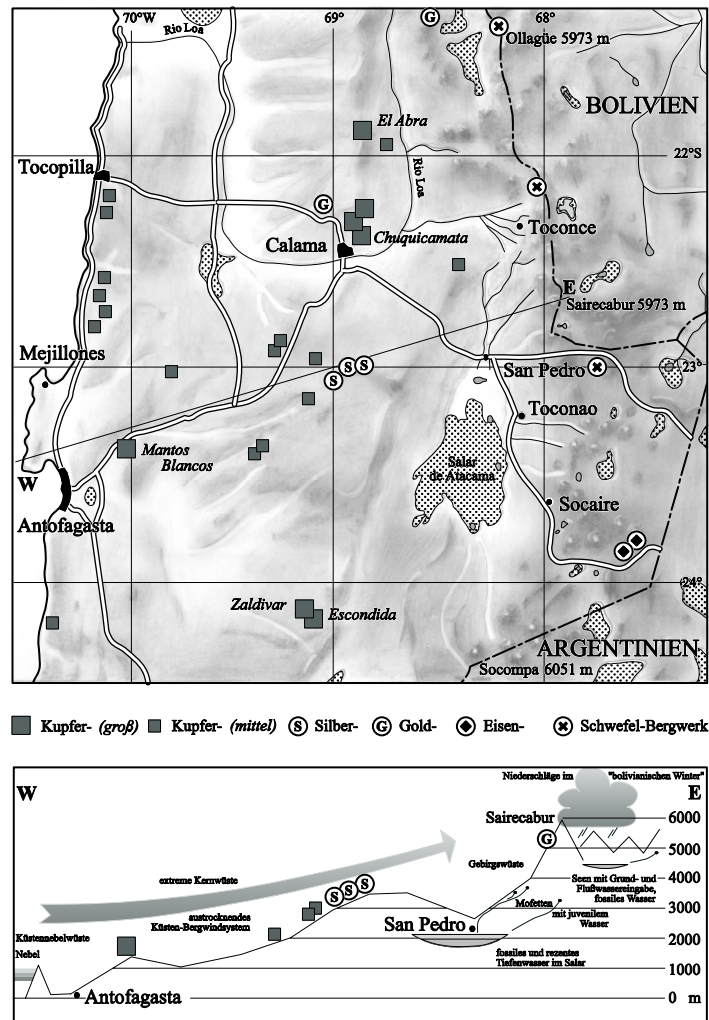 70°W 69° 68°
Rio Loa
G
Ollagüe 5973 m
BOLIVIEN
El Abra
22°S
Tocopilla
Rio Loa
G
Toconce
Calama
Chuquicamata
E
Sairecabur 5973 m
Mejillones
23°
S S S
San Pedro
Toconao
Mantos
Blancos
Salar
de Atacama
W
Socaire
Antofagasta
24°
Zaldivar
Escondida
ARGENTINIEN
Socompa 6051 m
Kupfer- (groß) Kupfer- (mittel) S Silber- G Gold- Eisen- Schwefel-Bergwerk
Niederschläge im "bolivianischen Winter"
W E
Sairecabur 6000
G 5000
Gebirgswüste
extreme Kernwüste
4000
Seen mit Grund- und
Flußwassereingabe,
fossiles Wasser
S S S
Mofetten
3000
austrocknendes
Küsten-Bergwindsystem
mit juvenilem
Wasser
San Pedro
Küstennebelwüste
2000
Nebel
fossiles und rezentes
Tiefenwasser im Salar
1000
Antofagasta 0 m